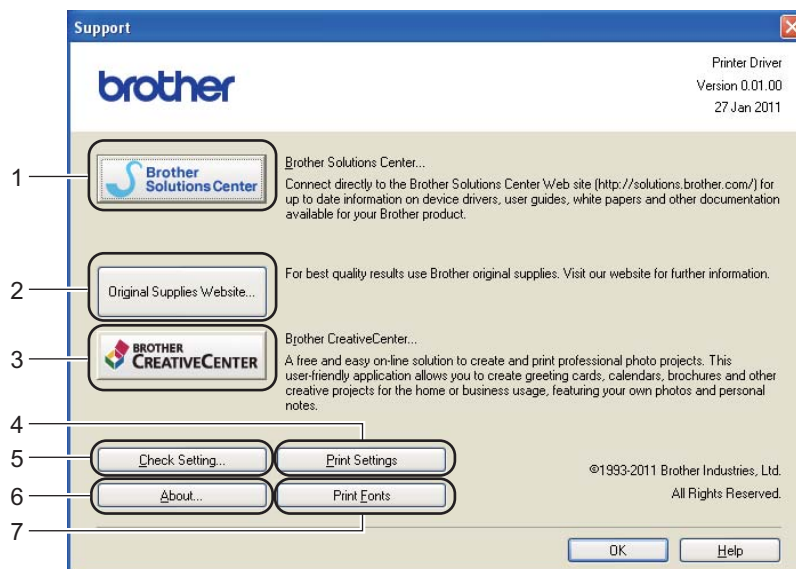 Support
brother
Printer Driver
Version 0.01.00
27 Jan 2011
1
Brother
Solutions Center
Brother Solutions Center...
Connect directly to the Brother Solutions Center Web site (http://solutions.brother.com/) for
up to date information on device drivers, user guides, white papers and other documentation
available for your Brother product.
2
Original Supplies Website...
For best quality results use Brother original supplies. Visit our website for further information.
3
BROTHER
CREATIVECENTER
Brother CreativeCenter...
A free and easy on-line solution to create and print professional photo projects. This
user-friendly application allows you to create greeting cards, calendars, brochures and other
creative projects for the home or business usage, featuring your own photos and personal
notes.
4
5
Check Setting...
Print Settings
©1993-2011 Brother Industries, Ltd.
6
About...
Print Fonts
All Rights Reserved.
7
OK
Help